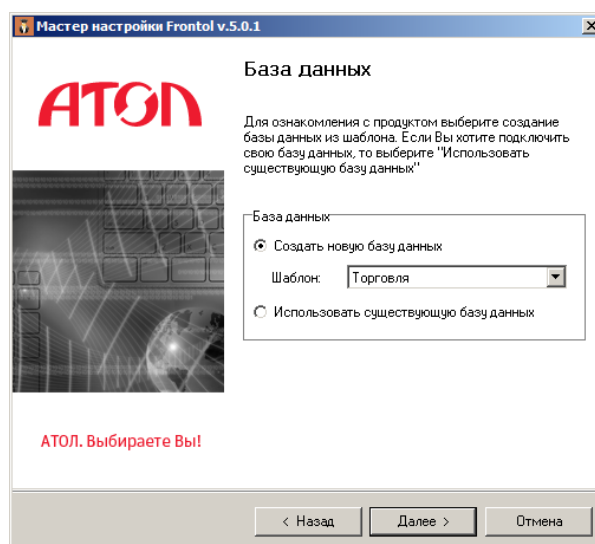 Мастер настройки Frontol v.5.0.1
АТОЛ
База данных
Для ознакомления с продуктом выберите создание
базы данных из шаблона. Если Вы хотите подключить
свою базу данных, то выберите "Использовать
существующую базу данных"
База данных
Создать новую базу данных
Шаблон: Торговля
Использовать существующую базу данных
АТОЛ. Выбираете Вы!
< Назад Далее > Отмена